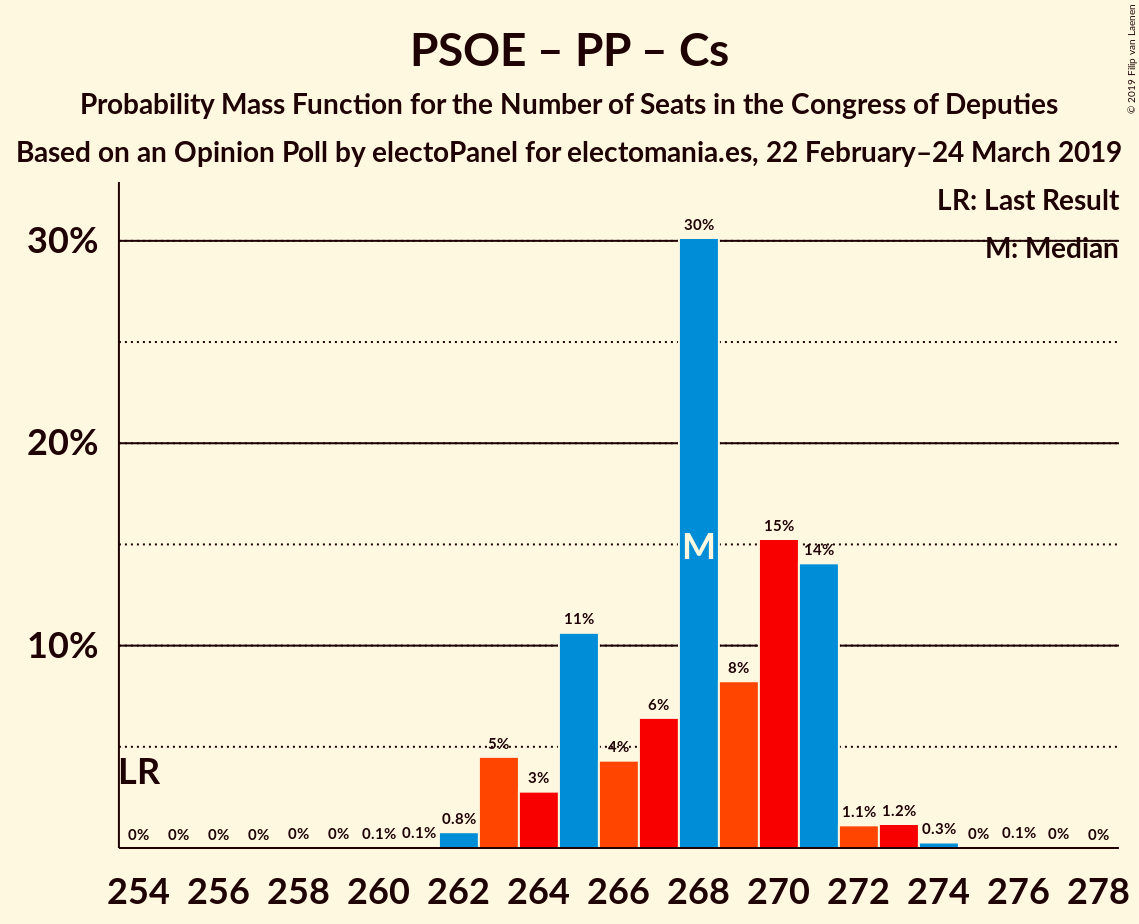 PSOE – PP – Cs
Probability Mass Function for the Number of Seats in the Congress of Deputies
Based on an Opinion Poll by electoPanel for electomania.es, 22 February–24 March 2019
© 2019 Filip van Laenen
LR: Last Result
M: Median
30%
20%
10%
LR
M
0% 0% 0% 0% 0% 0% 0.1% 0.1% 0.8% 5% 3% 11% 4% 6% 30% 8% 15% 14% 1.1% 1.2% 0.3% 0% 0.1% 0% 0%
254 256 258 260 262 264 266 268 270 272 274 276 278